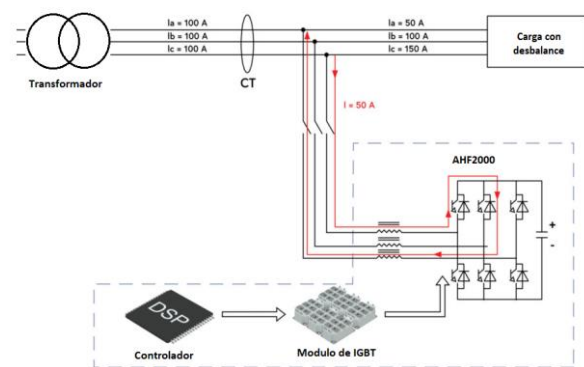 Ia = 100 A
Ib = 100 A
Ic = 100 A
Ia = 50 A
Ib = 100 A
Ic = 150 A
Carga con
desbalance
Transformador
CT
I = 50 A
AHF2000
+
-
DSP
Controlador
Modulo de IGBT